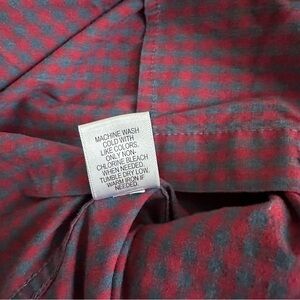 MACHINE WASH
COLD WITH
LIKE COLORS.
ONLY NON-
CHLORINE BLEACH
WHEN NEEDED.
TUMBLE DRY LOW.
WARM IRON IF
NEEDED.